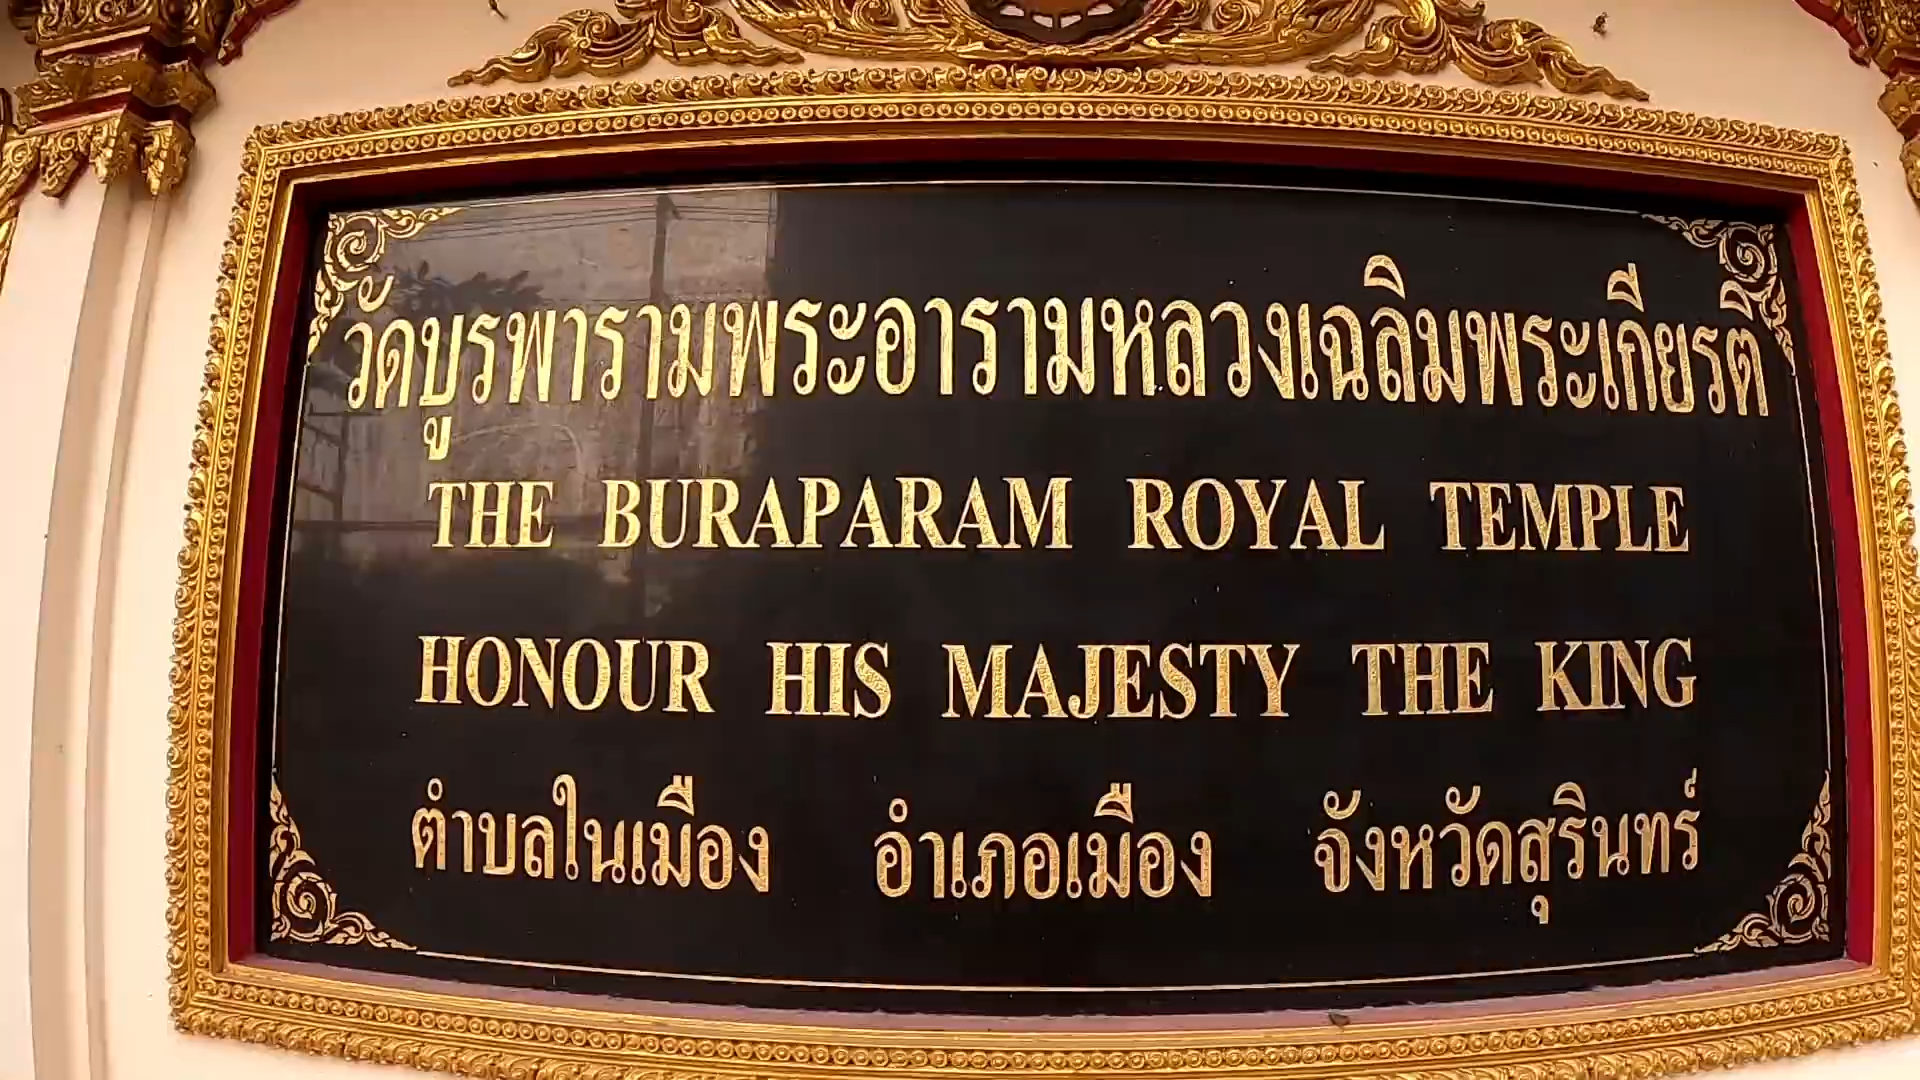 วัดบูรพารามพระอารามหลวงเฉลิมพระเกียรติ
THE BURAPARAM ROYAL TEMPLE
HONOUR HIS MAJESTY THE KING
ตำบลในเมือง อำเภอเมือง จังหวัดสุรินทร์